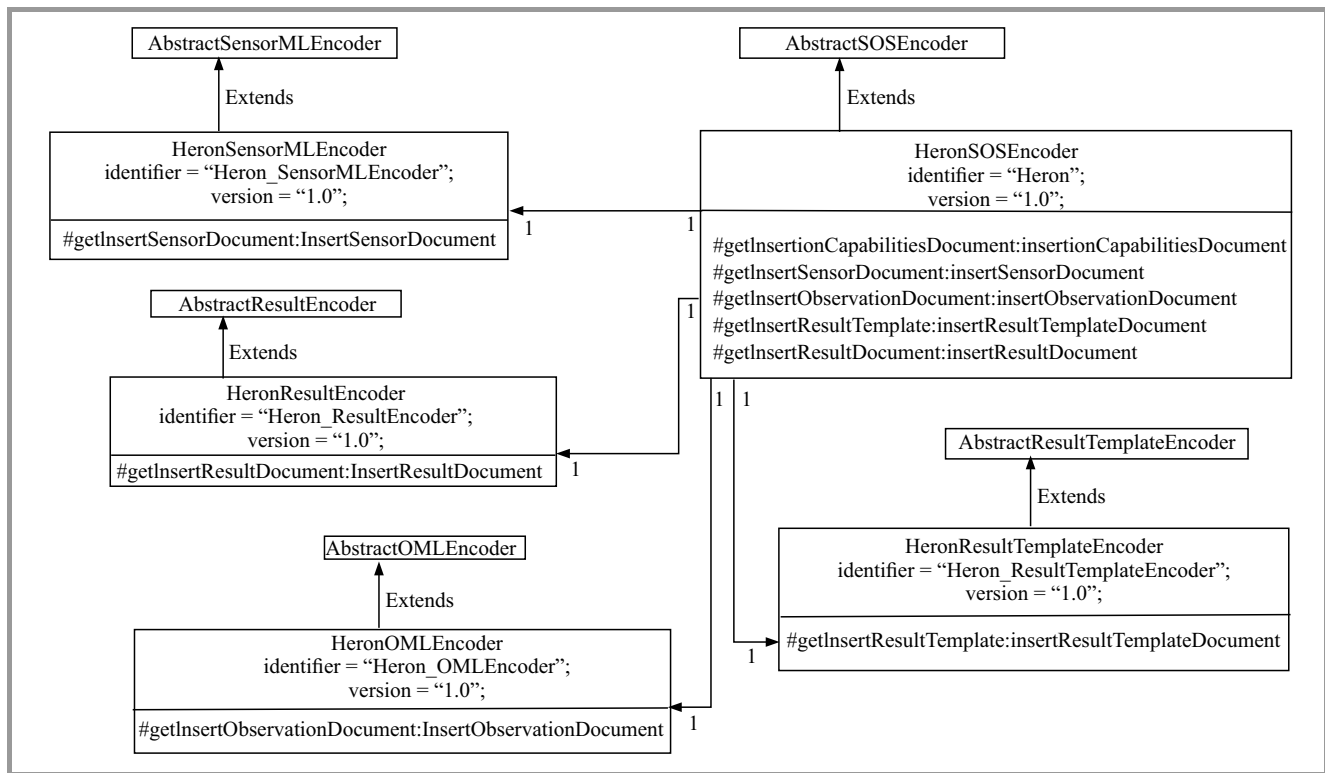 AbstractSensorMLEncoder
Extends
HeronSensorMLEncoder
identifier = “Heron_SensorMLEncoder”;
version = “1.0”;
#getInsertSensorDocument:InsertSensorDocument
AbstractSOSEncoder
Extends
HeronSOSEncoder
identifier = “Heron”;
version = “1.0”;
#getInsertionCapabilitiesDocument:insertionCapabilitiesDocument
#getInsertSensorDocument:insertSensorDocument
#getInsertObservationDocument:insertObservationDocument
#getInsertResultTemplate:insertResultTemplateDocument
#getInsertResultDocument:insertResultDocument
1
1
1
1
1
AbstractResultEncoder
Extends
HeronResultEncoder
identifier = “Heron_ResultEncoder”;
version = “1.0”;
#getInsertResultDocument:InsertResultDocument
1
AbstractResultTemplateEncoder
Extends
HeronResultTemplateEncoder
identifier = “Heron_ResultTemplateEncoder”;
version = “1.0”;
#getInsertResultTemplate:insertResultTemplateDocument
1
AbstractOMLEncoder
Extends
HeronOMLEncoder
identifier = “Heron_OMLEncoder”;
version = “1.0”;
#getInsertObservationDocument:InsertObservationDocument
1